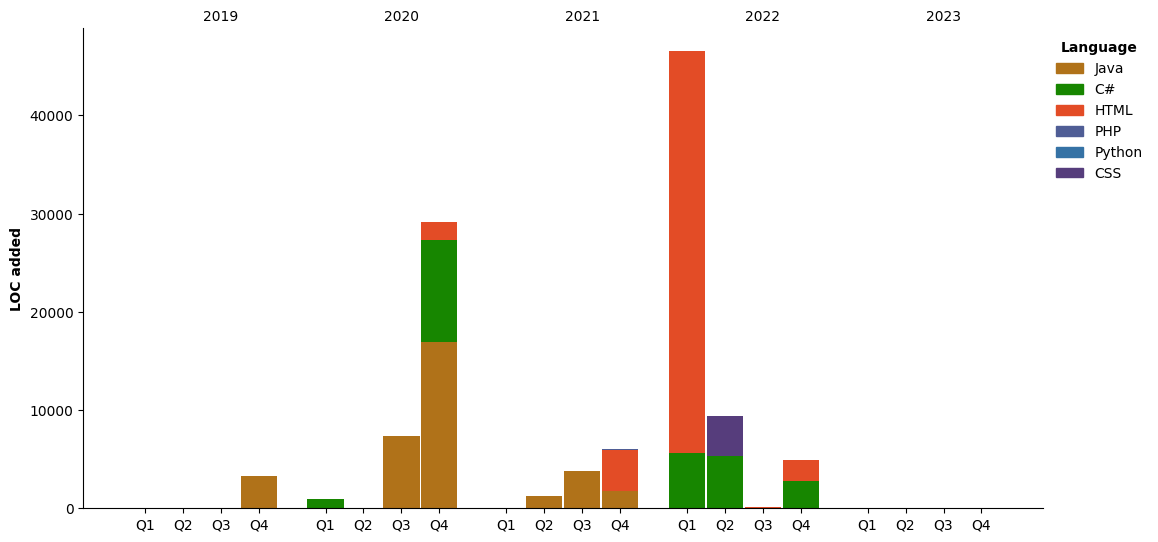 2019 2020 2021 2022 2023
Language
Java
C#
HTML
PHP
Python
CSS
LOC added
40000
30000
20000
10000
0
Q1 Q2 Q3 Q4 Q1 Q2 Q3 Q4 Q1 Q2 Q3 Q4 Q1 Q2 Q3 Q4 Q1 Q2 Q3 Q4